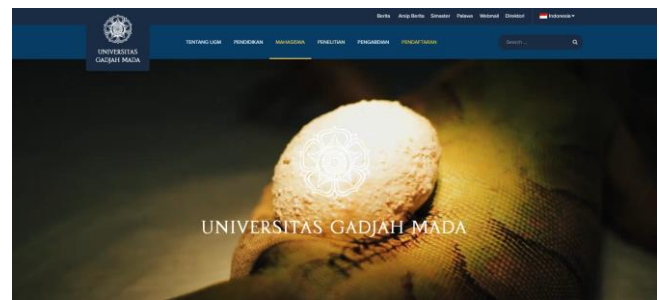 Berita Arsip Berita Simaster Palawa Webmail Direktori Indonesia
UNIVERSITAS
GADJAH MADA
TENTANG UGM PENDIDIKAN MAHASISWA PENELITIAN PENGABDIAN PENDAFTARAN
Search...
UNIVERSITAS GADJAH MADA